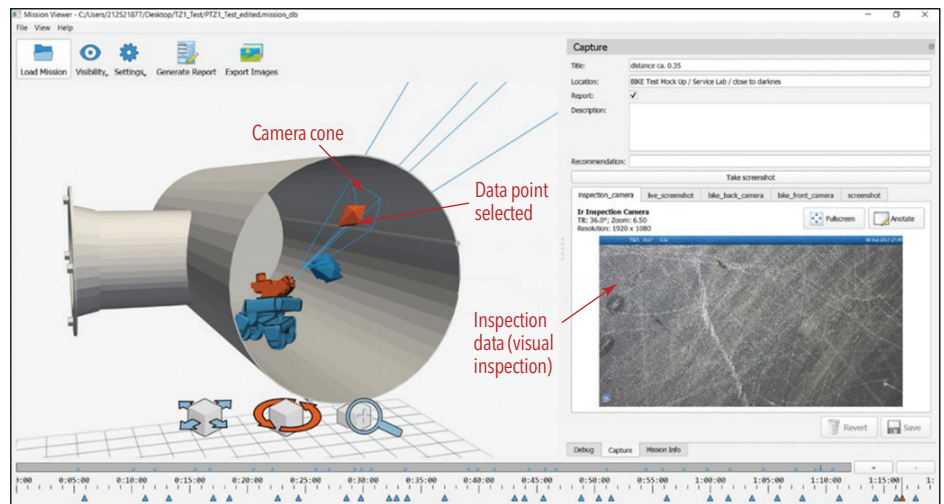 Mission Viewer - C:/Users/212521877/Desktop/TZ1_Test/PTZ1_Test_edited.mission_db
File View Help
Load Mission
Visibility
Settings
Generate Report
Export Images
Camera cone
Data point
selected
Inspection
data (visual
inspection)
Capture
Title:
distance ca. 0.35
Location:
BIKE Test Mock Up / Service Lab / close to darknes
Report:
Description:
Recommendation:
Take screenshot
inspection_camera
live_screenshot
bike_back_camera
bike_front_camera
screenshot
Ir Inspection Camera
Tilt: 36.0°; Zoom: 6.50
Resolution: 1920 x 1080
Fullscreen
Anotate
Revert
Save
Debug
Capture
Mission Info
0:05:00 0:10:00 0:15:00 0:20:00 0:25:00 0:30:00 0:35:00 0:40:00 0:45:00 0:50:00 0:55:00 1:00:00 1:05:00 1:10:00 1:15:00